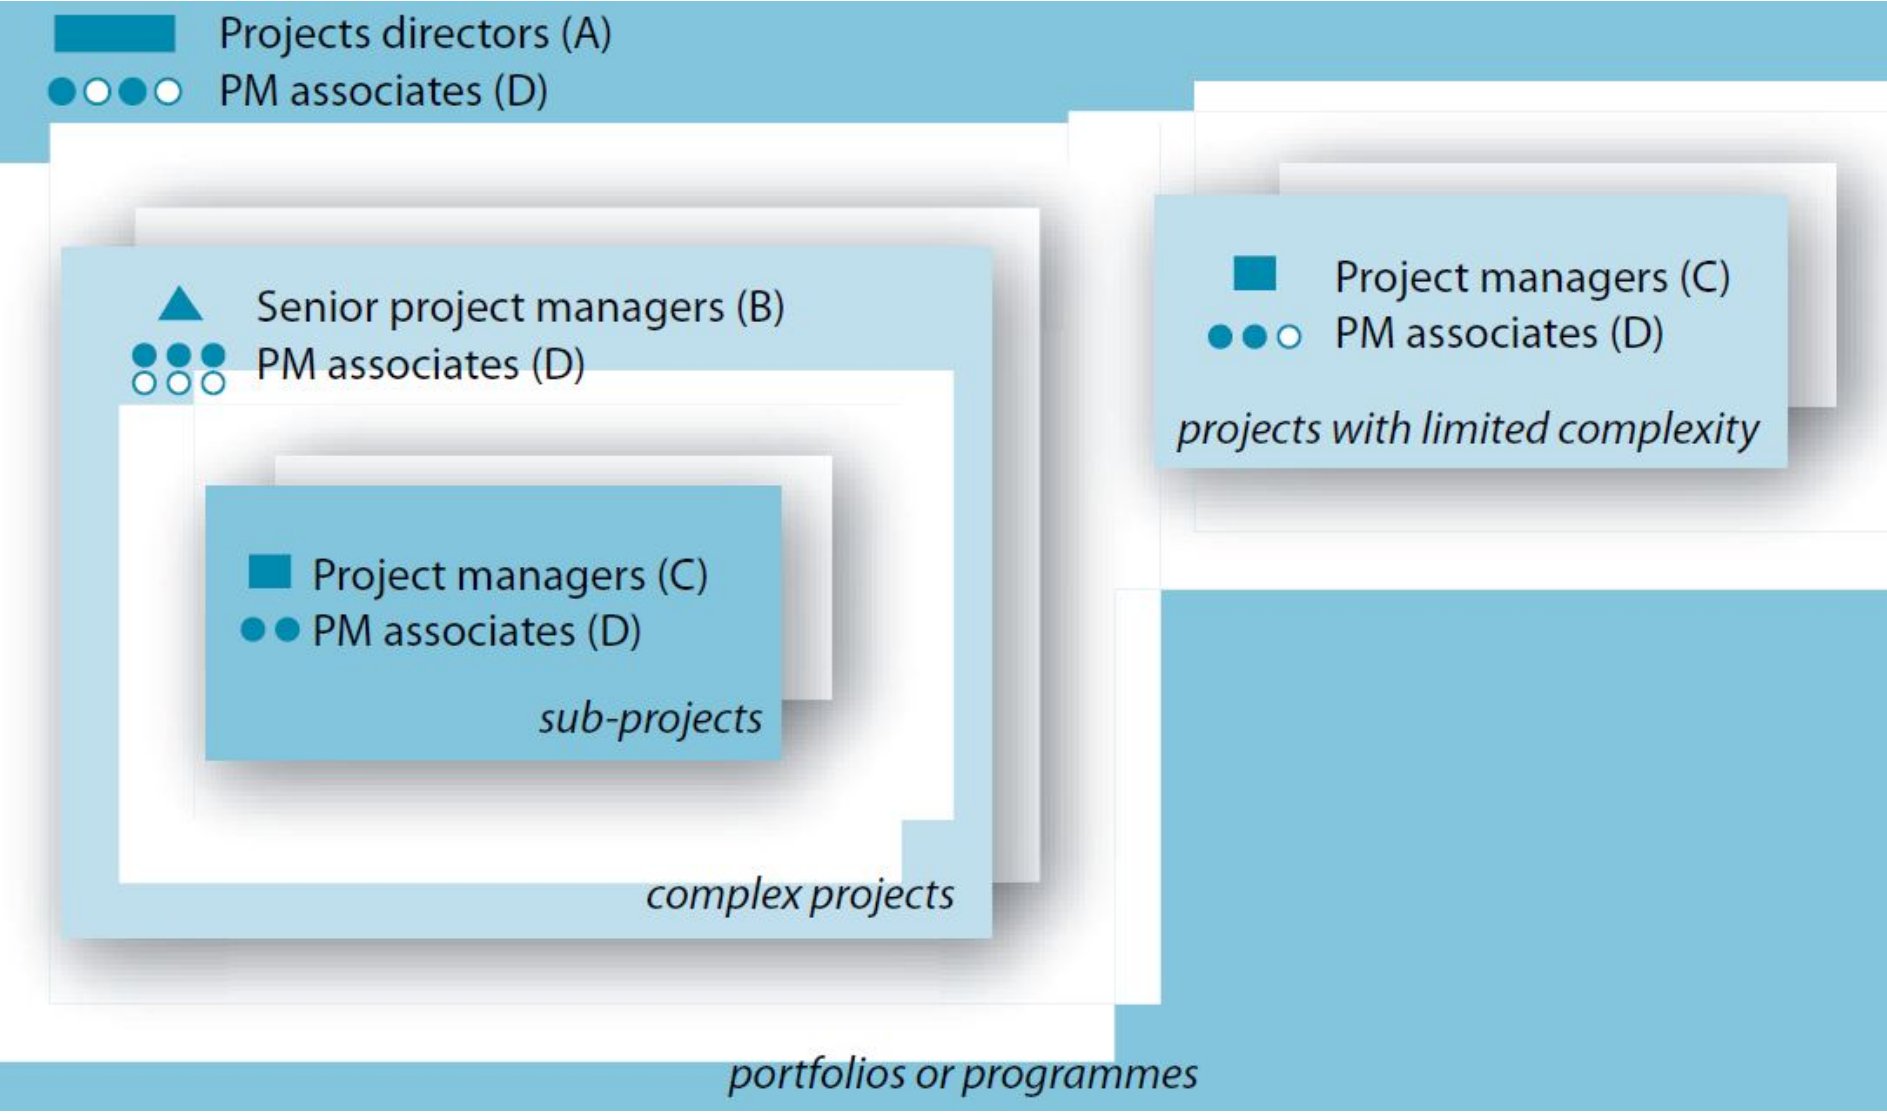 Projects directors (A)
PM associates (D)
Senior project managers (B)
PM associates (D)
Project managers (C)
PM associates (D)
sub-projects
complex projects
Project managers (C)
PM associates (D)
projects with limited complexity
portfolios or programmes